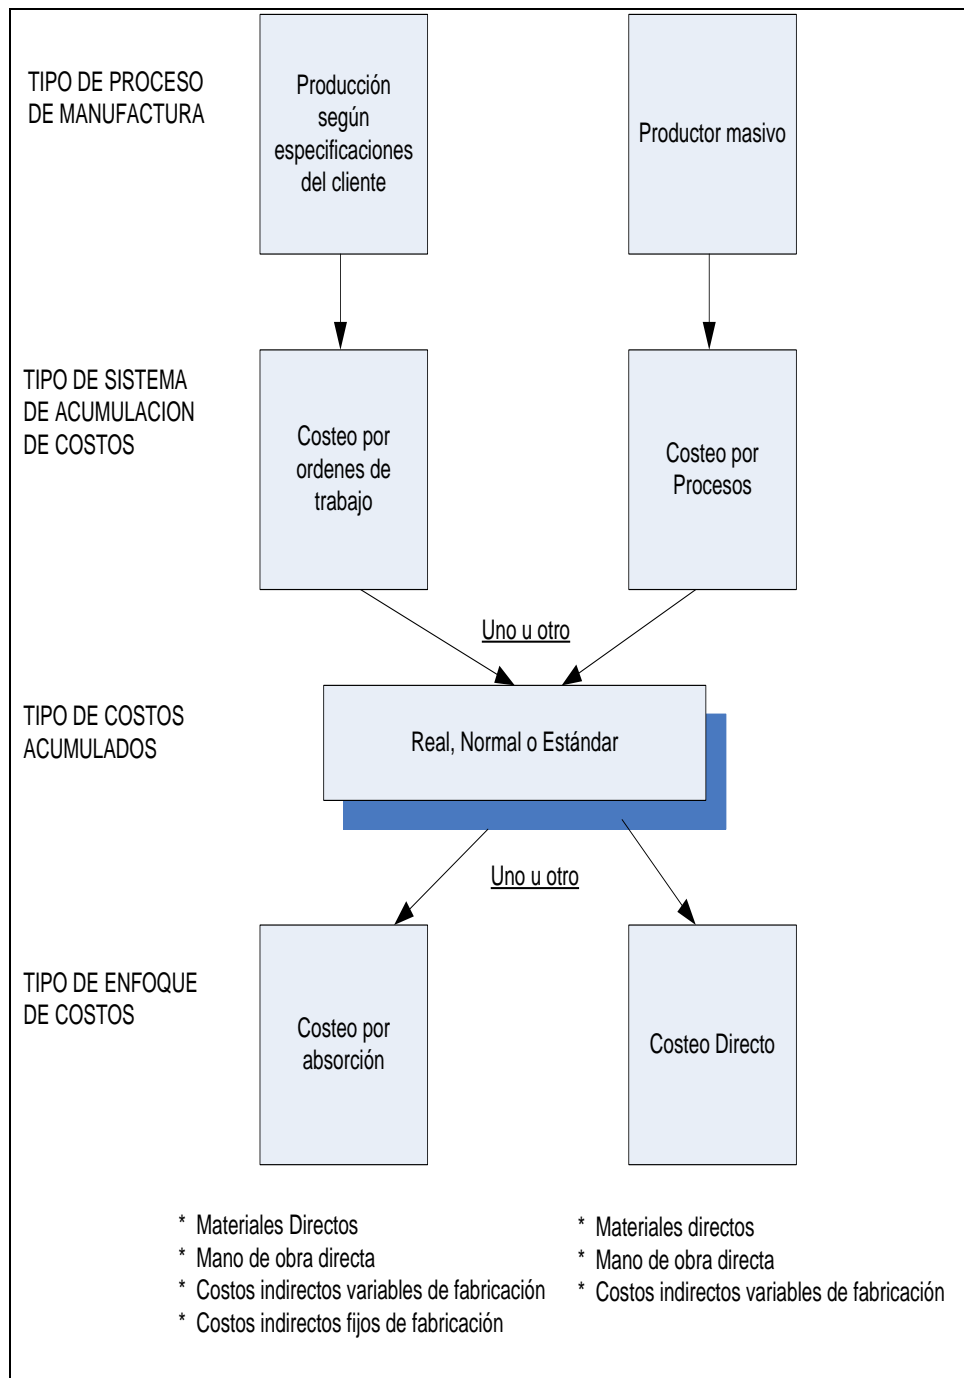 TIPO DE PROCESO
DE MANUFACTURA
Producción
según
especificaciones
del cliente
Productor masivo
TIPO DE SISTEMA
DE ACUMULACION
DE COSTOS
Costeo por
ordenes de
trabajo
Costeo por
Procesos
Uno u otro
TIPO DE COSTOS
ACUMULADOS
Real, Normal o Estándar
Uno u otro
TIPO DE ENFOQUE
DE COSTOS
Costeo por
absorción
Costeo Directo
* Materiales Directos
* Mano de obra directa
* Costos indirectos variables de fabricación
* Costos indirectos fijos de fabricación
* Materiales directos
* Mano de obra directa
* Costos indirectos variables de fabricación